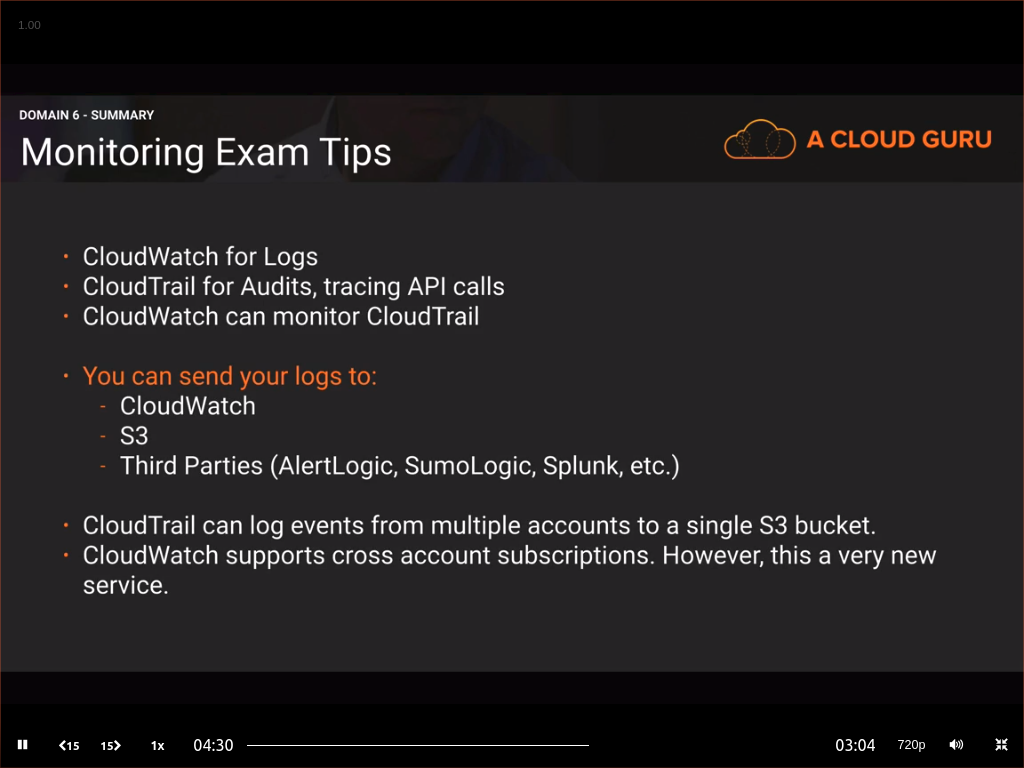 1.00
DOMAIN 6 - SUMMARY
Monitoring Exam Tips
A CLOUD GURU
• CloudWatch for Logs
• CloudTrail for Audits, tracing API calls
• CloudWatch can monitor CloudTrail
• You can send your logs to:
- CloudWatch
- S3
- Third Parties (AlertLogic, SumoLogic, Splunk, etc.)
• CloudTrail can log events from multiple accounts to a single S3 bucket.
• CloudWatch supports cross account subscriptions. However, this a very new
service.
15 15 1x 04:30 03:04 720p